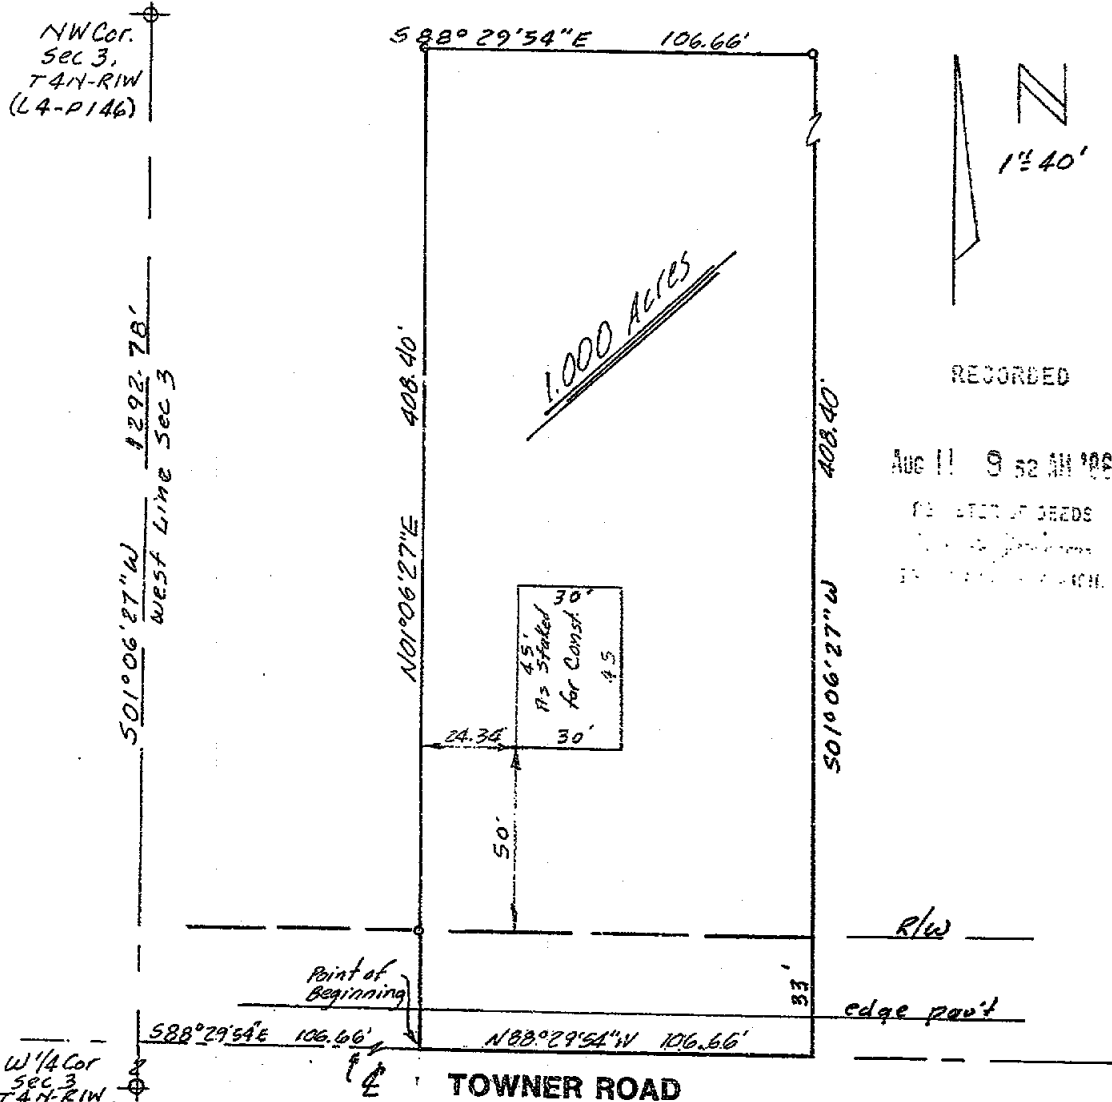 NW Cor.
Sec 3,
T4N-R1W
(L4-P146)
S 88° 29' 54" E 106.66'
N
1"=40'
1.000 Acres
RECORDED
AUG 11 9 52 AM
DEEDS
S01°06'27"W 1292.78'
West Line Sec 3
N01°06'27"E 408.40'
408.40'
S01°06'27"W
30'
45'
As Staked
for Const.
45
30'
24.34'
50'
R/W
33'
Point of
Beginning
edge pav't
S88°29'54"E 106.66'
N88°29'54"W 106.66'
W 1/4 Cor
Sec 3
T4N-R1W
℄
TOWNER ROAD